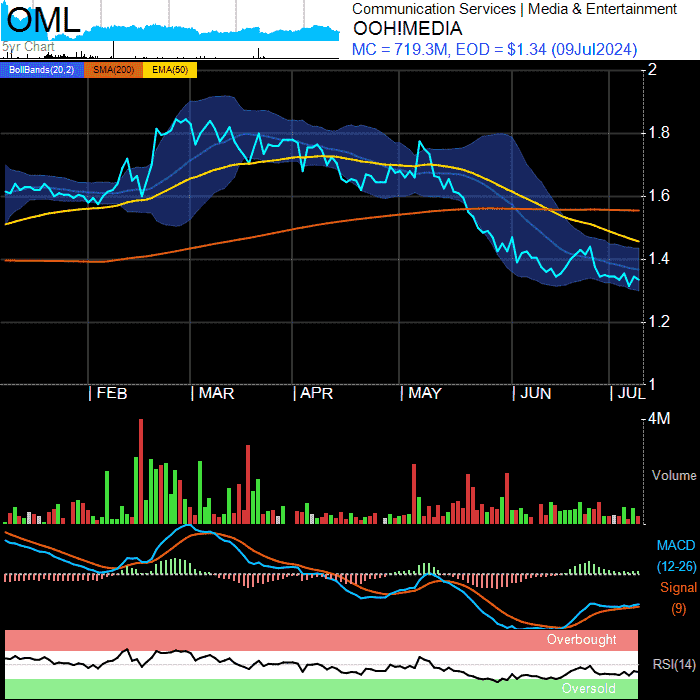 OML
5yr Chart
Communication Services | Media & Entertainment
OOH!MEDIA
MC = 719.3M, EOD = $1.34 (09Jul2024)
BollBands(20,2) SMA(200) EMA(50)
2
1.8
1.6
1.4
1.2
1
| FEB | MAR | APR | MAY | JUN | JUL
4M
Volume
MACD
(12-26)
Signal
(9)
Overbought
RSI(14)
Oversold